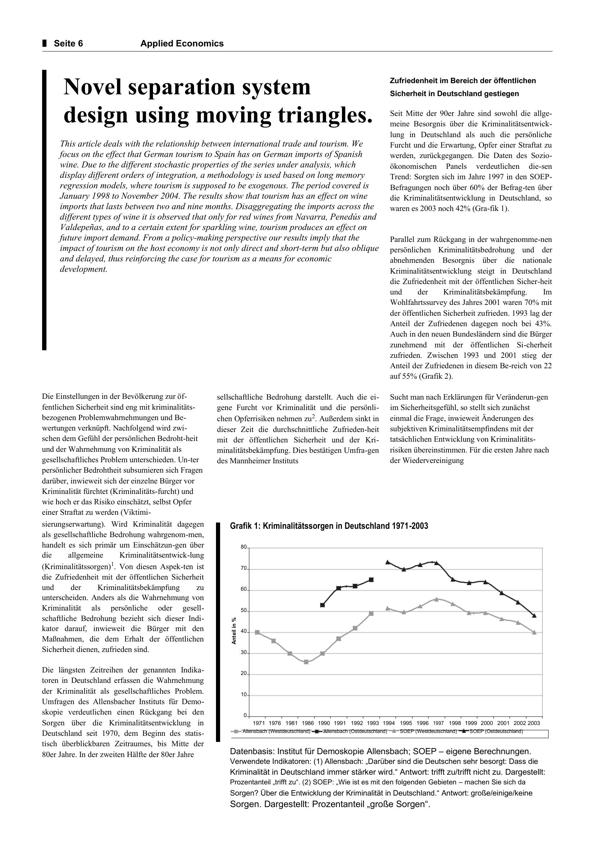 Seite 6 Applied Economics
Novel separation system
design using moving triangles.
This article deals with the relationship between international trade and tourism. We
focus on the effect that German tourism to Spain has on German imports of Spanish
wine. Due to the different stochastic properties of the series under analysis, which
display different orders of integration, a methodology is used based on long memory
regression models, where tourism is supposed to be exogenous. The period covered is
January 1998 to November 2004. The results show that tourism has an effect on wine
imports that lasts between two and nine months. Disaggregating the imports across the
different types of wine it is observed that only for red wines from Navarra, Penedús and
Valdepeñas, and to a certain extent for sparkling wine, tourism produces an effect on
future import demand. From a policy-making perspective our results imply that the
impact of tourism on the host economy is not only direct and short-term but also oblique
and delayed, thus reinforcing the case for tourism as a means for economic
development.
Zufriedenheit im Bereich der öffentlichen
Sicherheit in Deutschland gestiegen
Seit Mitte der 90er Jahre sind sowohl die allge-
meine Besorgnis über die Kriminalitätsentwick-
lung in Deutschland als auch die persönliche
Furcht und die Erwartung, Opfer einer Straftat zu
werden, zurückgegangen. Die Daten des Sozio-
ökonomischen Panels verdeutlichen die-sen
Trend: Sorgten sich im Jahre 1997 in den SOEP-
Befragungen noch über 60% der Befrag-ten über
die Kriminalitätsentwicklung in Deutschland, so
waren es 2003 noch 42% (Gra-fik 1).
Parallel zum Rückgang in der wahrgenomme-nen
persönlichen Kriminalitätsbedrohung und der
abnehmenden Besorgnis über die nationale
Kriminalitätsentwicklung steigt in Deutschland
die Zufriedenheit mit der öffentlichen Sicher-heit
und der Kriminalitätsbekämpfung. Im
Wohlfahrtssurvey des Jahres 2001 waren 70% mit
der öffentlichen Sicherheit zufrieden. 1993 lag der
Anteil der Zufriedenen dagegen noch bei 43%.
Auch in den neuen Bundesländern sind die Bürger
zunehmend mit der öffentlichen Si-cherheit
zufrieden. Zwischen 1993 und 2001 stieg der
Anteil der Zufriedenen in diesem Be-reich von 22
auf 55% (Grafik 2).
Die Einstellungen in der Bevölkerung zur öf-
fentlichen Sicherheit sind eng mit kriminalitäts-
bezogenen Problemwahrnehmungen und Be-
wertungen verknüpft. Nachfolgend wird zwi-
schen dem Gefühl der persönlichen Bedroht-heit
und der Wahrnehmung von Kriminalität als
gesellschaftliches Problem unterschieden. Un-ter
persönlicher Bedrohtheit subsumieren sich Fragen
darüber, inwieweit sich der einzelne Bürger vor
Kriminalität fürchtet (Kriminalitäts-furcht) und
wie hoch er das Risiko einschätzt, selbst Opfer
einer Straftat zu werden (Viktimi-
sierungserwartung). Wird Kriminalität dagegen
als gesellschaftliche Bedrohung wahrgenom-men,
handelt es sich primär um Einschätzun-gen über
die allgemeine Kriminalitätsentwick-lung
(Kriminalitätssorgen)1. Von diesen Aspek-ten ist
die Zufriedenheit mit der öffentlichen Sicherheit
und der Kriminalitätsbekämpfung zu
unterscheiden. Anders als die Wahrnehmung von
Kriminalität als persönliche oder gesell-
schaftliche Bedrohung bezieht sich dieser Indi-
kator darauf, inwieweit die Bürger mit den
Maßnahmen, die dem Erhalt der öffentlichen
Sicherheit dienen, zufrieden sind.
Die längsten Zeitreihen der genannten Indika-
toren in Deutschland erfassen die Wahrnehmung
der Kriminalität als gesellschaftliches Problem.
Umfragen des Allensbacher Instituts für Demo-
skopie verdeutlichen einen Rückgang bei den
Sorgen über die Kriminalitätsentwicklung in
Deutschland seit 1970, dem Beginn des statis-
tisch überblickbaren Zeitraumes, bis Mitte der
80er Jahre. In der zweiten Hälfte der 80er Jahre
sellschaftliche Bedrohung darstellt. Auch die ei-
gene Furcht vor Kriminalität und die persönli-
chen Opferrisiken nehmen zu2. Außerdem sinkt in
dieser Zeit die durchschnittliche Zufrieden-heit
mit der öffentlichen Sicherheit und der Kri-
minalitätsbekämpfung. Dies bestätigen Umfra-gen
des Mannheimer Instituts
Sucht man nach Erklärungen für Veränderun-gen
im Sicherheitsgefühl, so stellt sich zunächst
einmal die Frage, inwieweit Änderungen des
subjektiven Kriminalitätsempfindens mit der
tatsächlichen Entwicklung von Kriminalitäts-
risiken übereinstimmen. Für die ersten Jahre nach
der Wiedervereinigung
Grafik 1: Kriminalitätssorgen in Deutschland 1971-2003
Anteil in %
80
70
60
50
40
30
20
10
0
1971 1976 1981 1986 1990 1991 1992 1993 1994 1995 1996 1997 1998 1999 2000 2001 2002 2003
Allensbach (Westdeutschland) Allensbach (Ostdeutschland) SOEP (Westdeutschland) SOEP (Ostdeutschland)
Datenbasis: Institut für Demoskopie Allensbach; SOEP – eigene Berechnungen.
Verwendete Indikatoren: (1) Allensbach: „Darüber sind die Deutschen sehr besorgt: Dass die
Kriminalität in Deutschland immer stärker wird.“ Antwort: trifft zu/trifft nicht zu. Dargestellt:
Prozentanteil „trifft zu“. (2) SOEP: „Wie ist es mit den folgenden Gebieten – machen Sie sich da
Sorgen? Über die Entwicklung der Kriminalität in Deutschland.“ Antwort: große/einige/keine
Sorgen. Dargestellt: Prozentanteil „große Sorgen“.